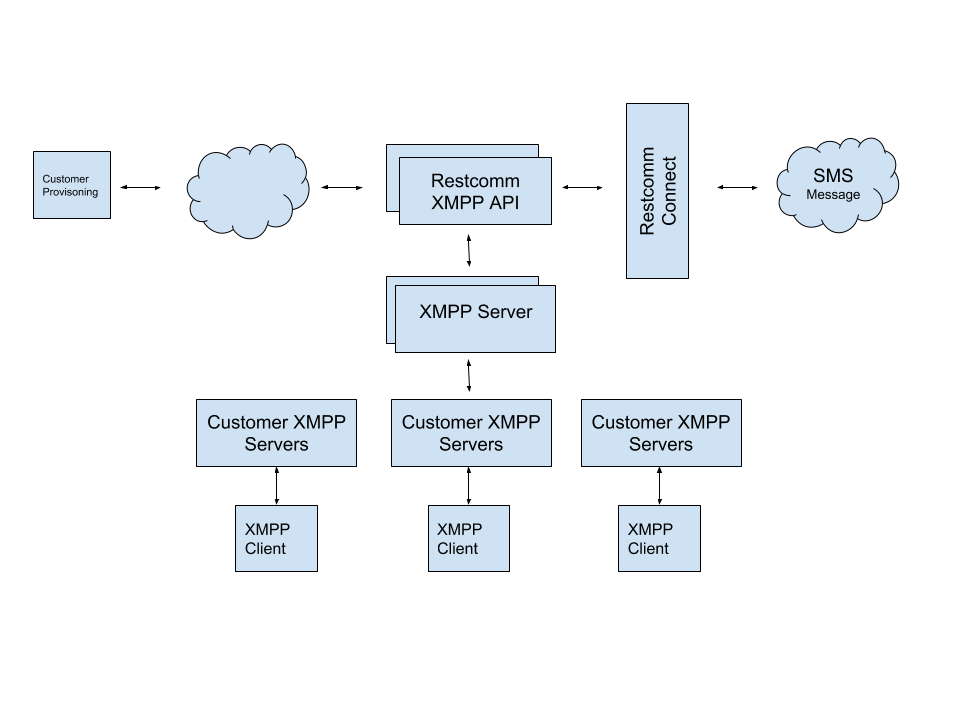 Customer
Provisoning
Restcomm
XMPP API
Restcomm
Connect
SMS
Message
XMPP Server
Customer XMPP
Servers
Customer XMPP
Servers
Customer XMPP
Servers
XMPP
Client
XMPP
Client
XMPP
Client